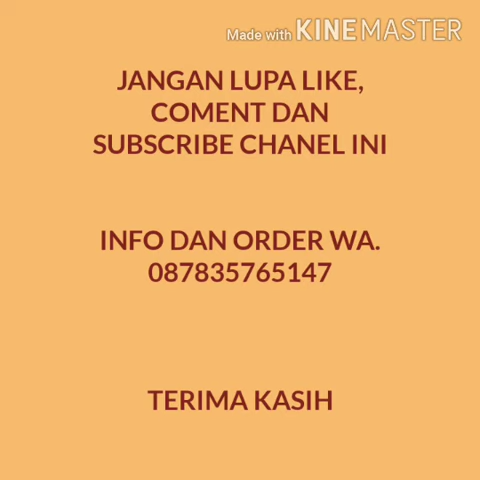 Made with KINEMASTER
JANGAN LUPA LIKE,
COMENT DAN
SUBSCRIBE CHANEL INI
INFO DAN ORDER WA.
087835765147
TERIMA KASIH